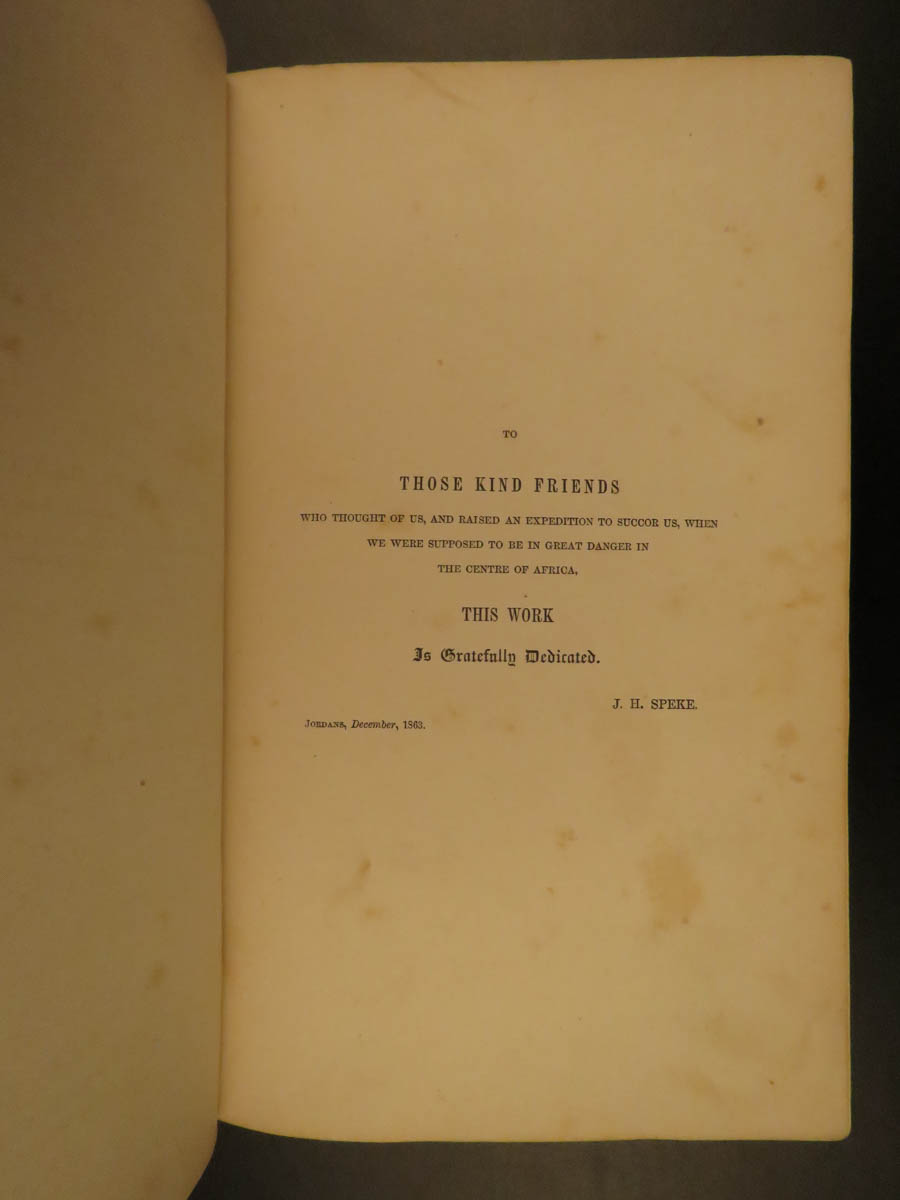 TO
THOSE KIND FRIENDS
WHO THOUGHT OF US, AND RAISED AN EXPEDITION TO SUCCOR US, WHEN
WE WERE SUPPOSED TO BE IN GREAT DANGER IN
THE CENTRE OF AFRICA,
THIS WORK
Is Gratefully Dedicated.
J. H. SPEKE.
JORDANS, December, 1863.